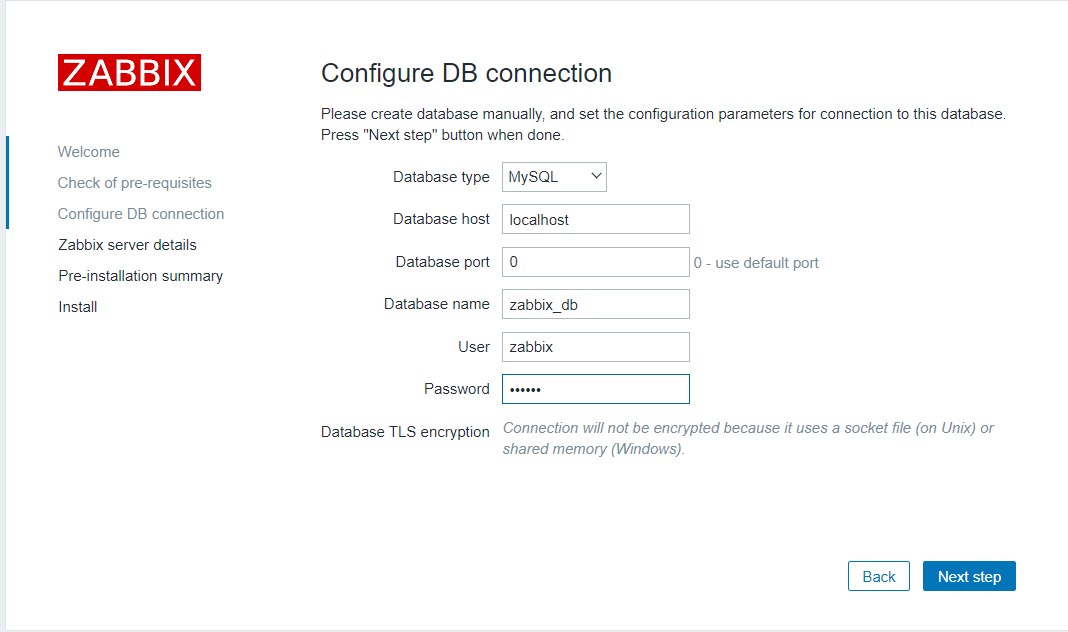 ZABBIX
Welcome
Check of pre-requisites
Configure DB connection
Zabbix server details
Pre-installation summary
Install
Configure DB connection
Please create database manually, and set the configuration parameters for connection to this database.
Press "Next step" button when done.
Database type MySQL
Database host localhost
Database port 0 0 - use default port
Database name zabbix_db
User zabbix
Password ••••••
Database TLS encryption Connection will not be encrypted because it uses a socket file (on Unix) or
shared memory (Windows).
Back Next step